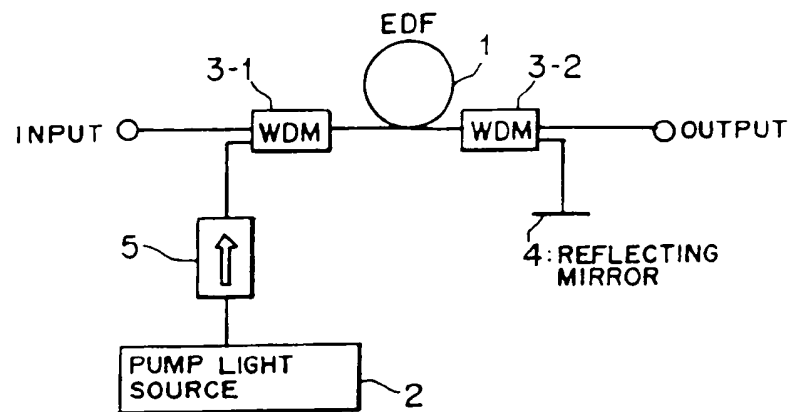 EDF
1
3-1
3-2
INPUT
WDM
WDM
OUTPUT
5
4: REFLECTING
MIRROR
PUMP LIGHT
SOURCE
2